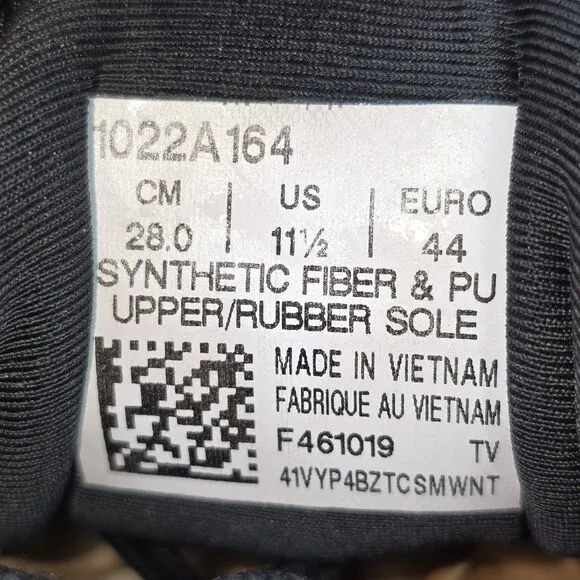 1022A164
CM | US | EURO
28.0 | 11½ | 44
SYNTHETIC FIBER & PU
UPPER/RUBBER SOLE
MADE IN VIETNAM
FABRIQUE AU VIETNAM
F461019 TV
41VYP4BZTCSMWNT